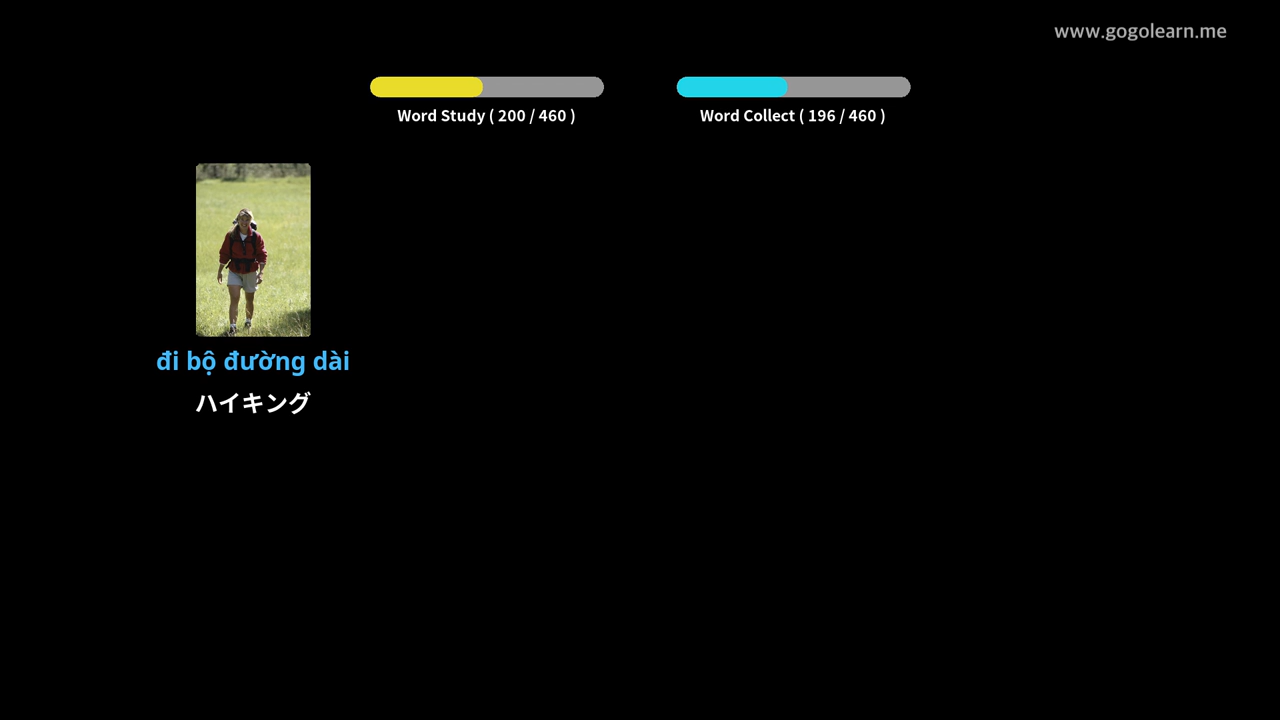 www.gogolearn.me
Word Study ( 200 / 460 )
Word Collect ( 196 / 460 )
đi bộ đường dài
ハイキング